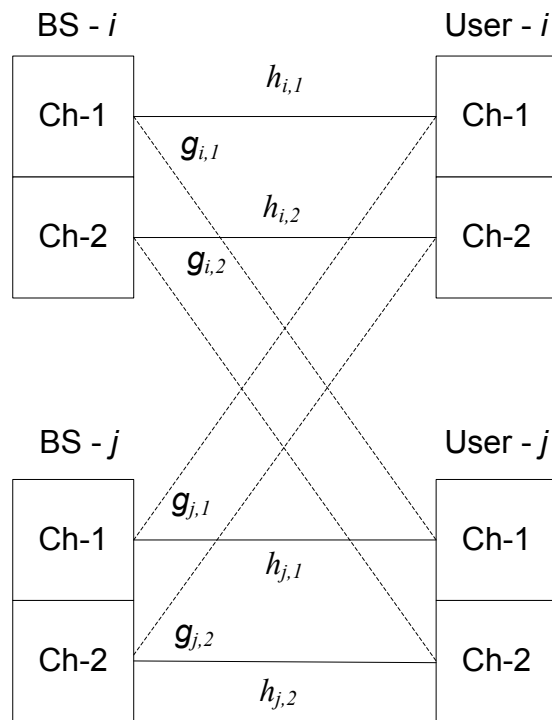 BS - i User - i
h_{i,1}
Ch-1 Ch-1
g_{i,1}
h_{i,2}
Ch-2 Ch-2
g_{i,2}
BS - j User - j
g_{j,1}
Ch-1 Ch-1
h_{j,1}
g_{j,2}
Ch-2 Ch-2
h_{j,2}